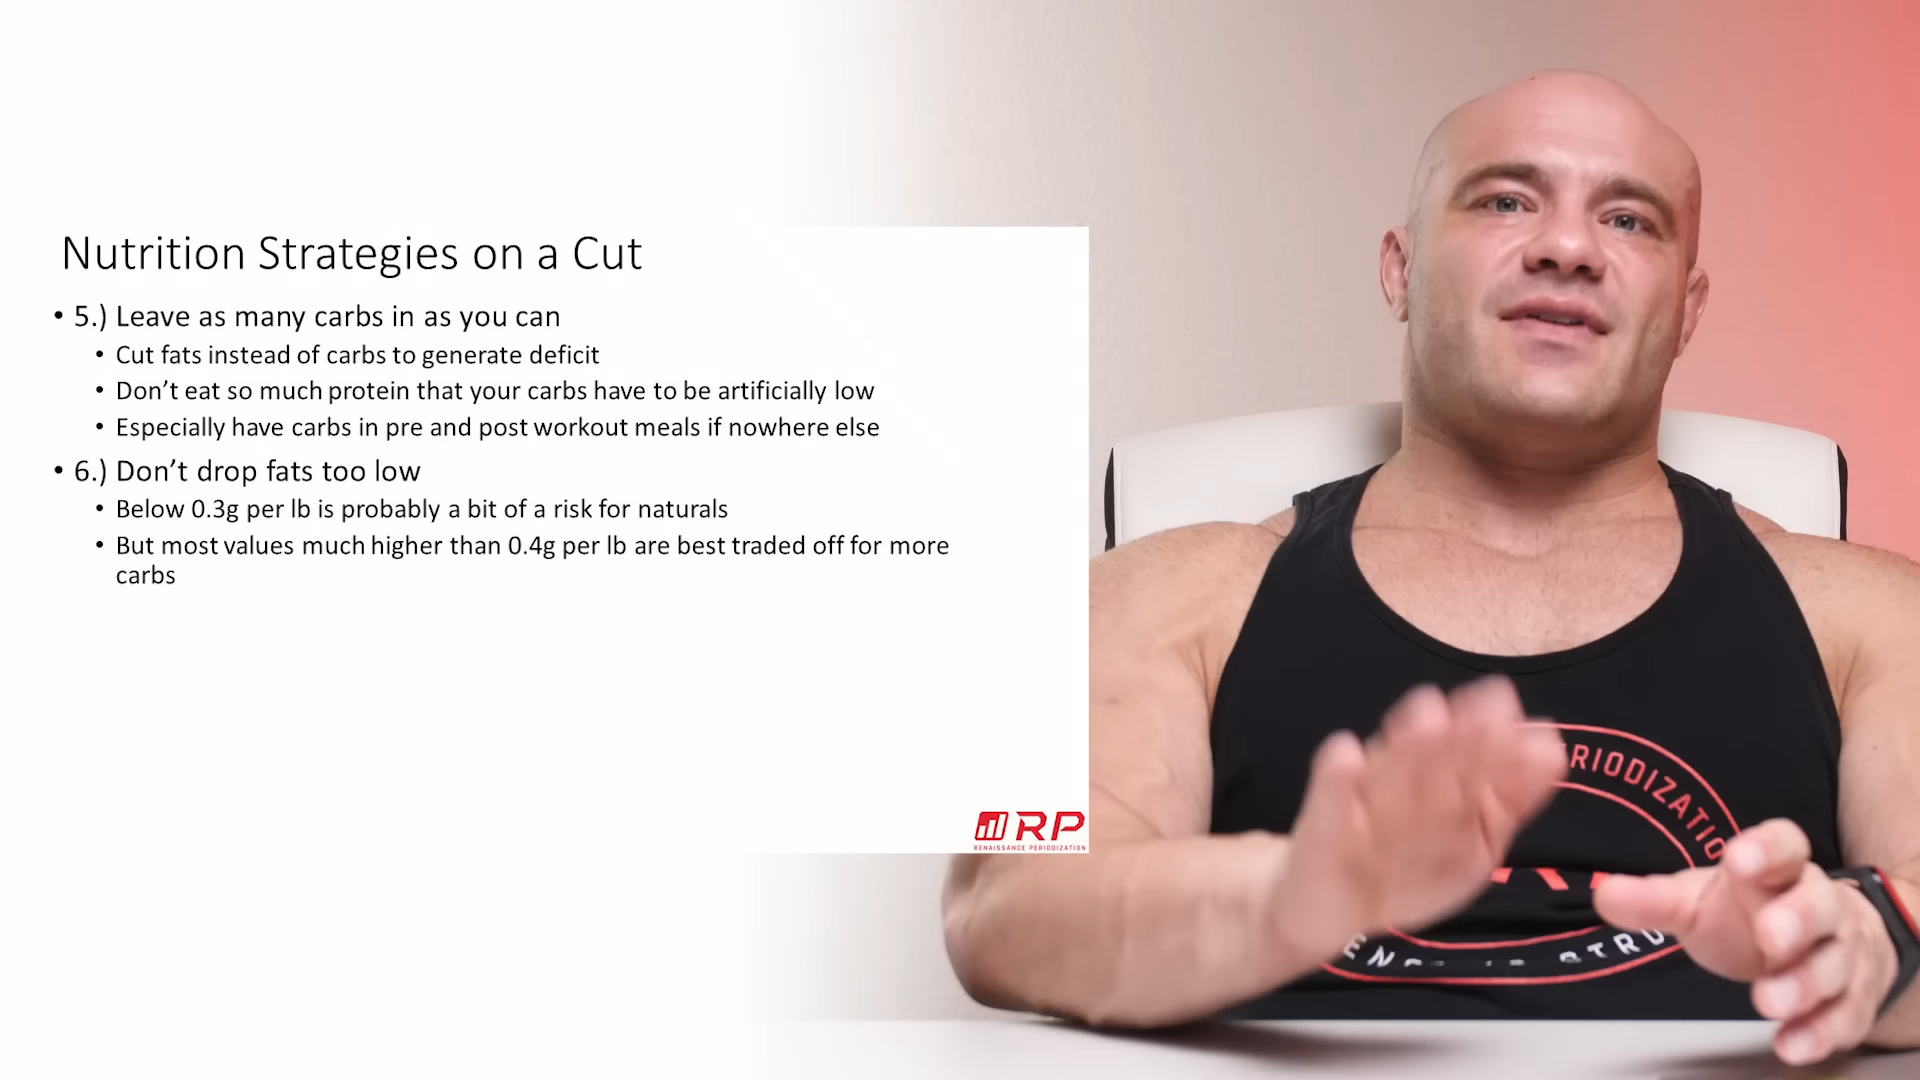 Nutrition Strategies on a Cut
• 5.) Leave as many carbs in as you can
• Cut fats instead of carbs to generate deficit
• Don’t eat so much protein that your carbs have to be artificially low
• Especially have carbs in pre and post workout meals if nowhere else
• 6.) Don’t drop fats too low
• Below 0.3g per lb is probably a bit of a risk for naturals
• But most values much higher than 0.4g per lb are best traded off for more
carbs
RP
RENAISSANCE PERIODIZATION